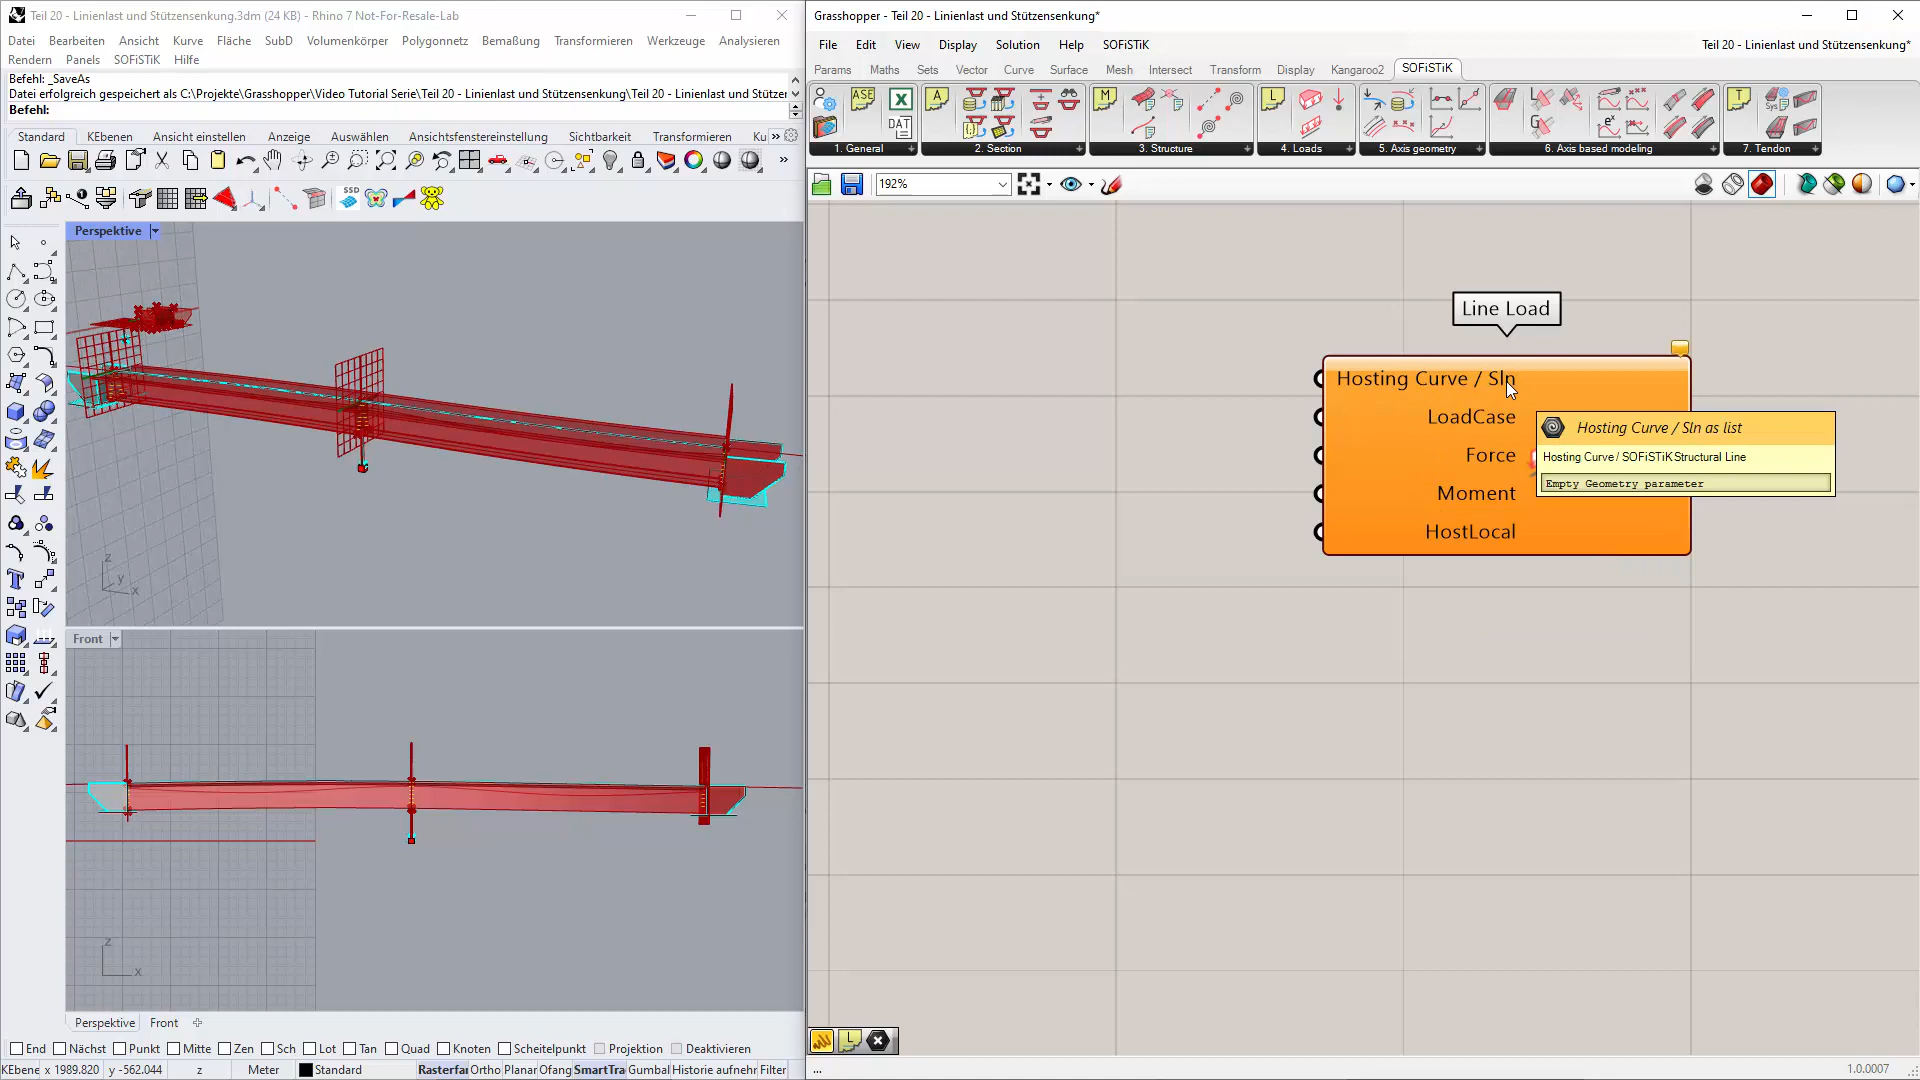 Teil 20 - Linienlast und Stützensenkung.3dm (24 KB) - Rhino 7 Not-For-Resale-Lab
Datei Bearbeiten Ansicht Kurve Fläche SubD Volumenkörper Polygonnetz Bemaßung Transformieren Werkzeuge Analysieren
Rendern Panels SOFiSTiK Hilfe
Befehl: _SaveAs
Datei erfolgreich gespeichert als C:\Projekte\Grasshopper\Video Tutorial Serie\Teil 20 - Linienlast und Stützensenkung\Teil 20 - Linienlast und Stützer
Befehl:
Standard KEbenen Ansicht einstellen Anzeige Auswählen Ansichtsfenstereinstellung Sichtbarkeit Transformieren Ku
SSD
Perspektive
z
y
x
Front
z
x
Perspektive Front
End Nächst Punkt Mitte Zen Sch Lot Tan Quad Knoten Scheitelpunkt Projektion Deaktivieren
KEbene x 1989.820 y -562.044 z Meter Standard Rasterfa Ortho Planar Ofang SmartTra Gumbal Historie aufnehr Filter
Grasshopper - Teil 20 - Linienlast und Stützensenkung*
File Edit View Display Solution Help SOFiSTiK
Teil 20 - Linienlast und Stützensenkung*
Params Maths Sets Vector Curve Surface Mesh Intersect Transform Display Kangaroo2 SOFiSTiK
ASE
DAT
A
M
L
G
T
Sys
1. General
2. Section
3. Structure
4. Loads
5. Axis geometry
6. Axis based modeling
7. Tendon
192%
Line Load
Hosting Curve / Sln
LoadCase
Force
Moment
HostLocal
Hosting Curve / Sln as list
Hosting Curve / SOFiSTiK Structural Line
Empty Geometry parameter
L
...
1.0.0007